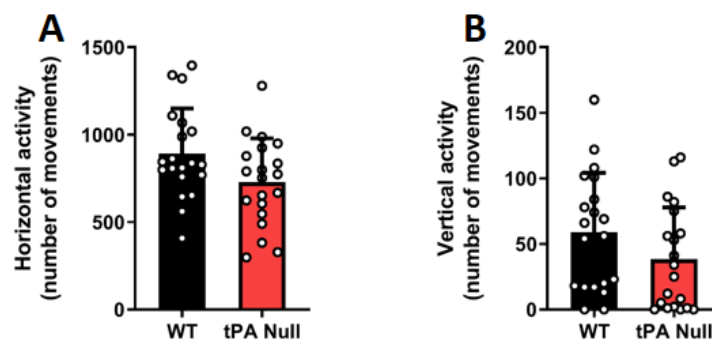 A
Horizontal activity
(number of movements)
1500
1000
500
0
WT
tPA Null
B
Vertical activity
(number of movements)
200
150
100
50
0
WT
tPA Null